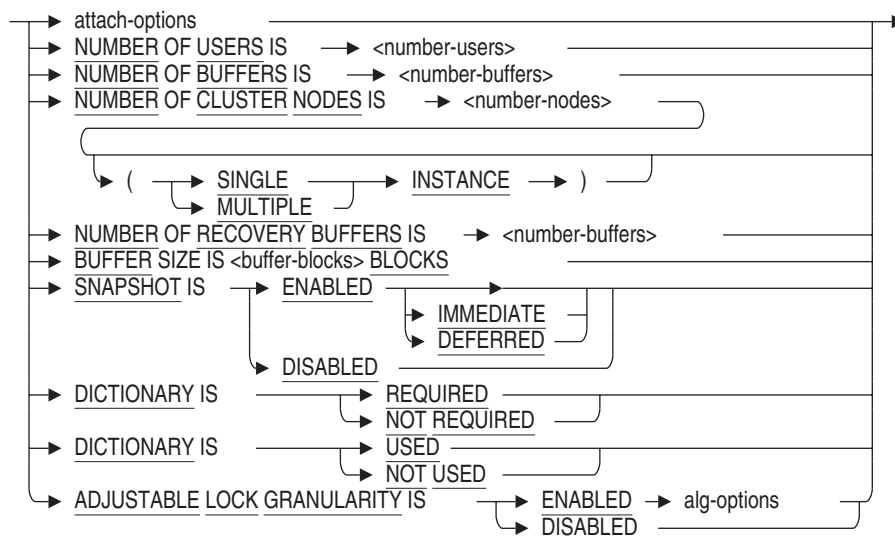 attach-options
NUMBER OF USERS IS <number-users>
NUMBER OF BUFFERS IS <number-buffers>
NUMBER OF CLUSTER NODES IS <number-nodes>
( SINGLE INSTANCE )
MULTIPLE
NUMBER OF RECOVERY BUFFERS IS <number-buffers>
BUFFER SIZE IS <buffer-blocks> BLOCKS
SNAPSHOT IS ENABLED
IMMEDIATE
DEFERRED
DISABLED
DICTIONARY IS REQUIRED
NOT REQUIRED
DICTIONARY IS USED
NOT USED
ADJUSTABLE LOCK GRANULARITY IS ENABLED alg-options
DISABLED